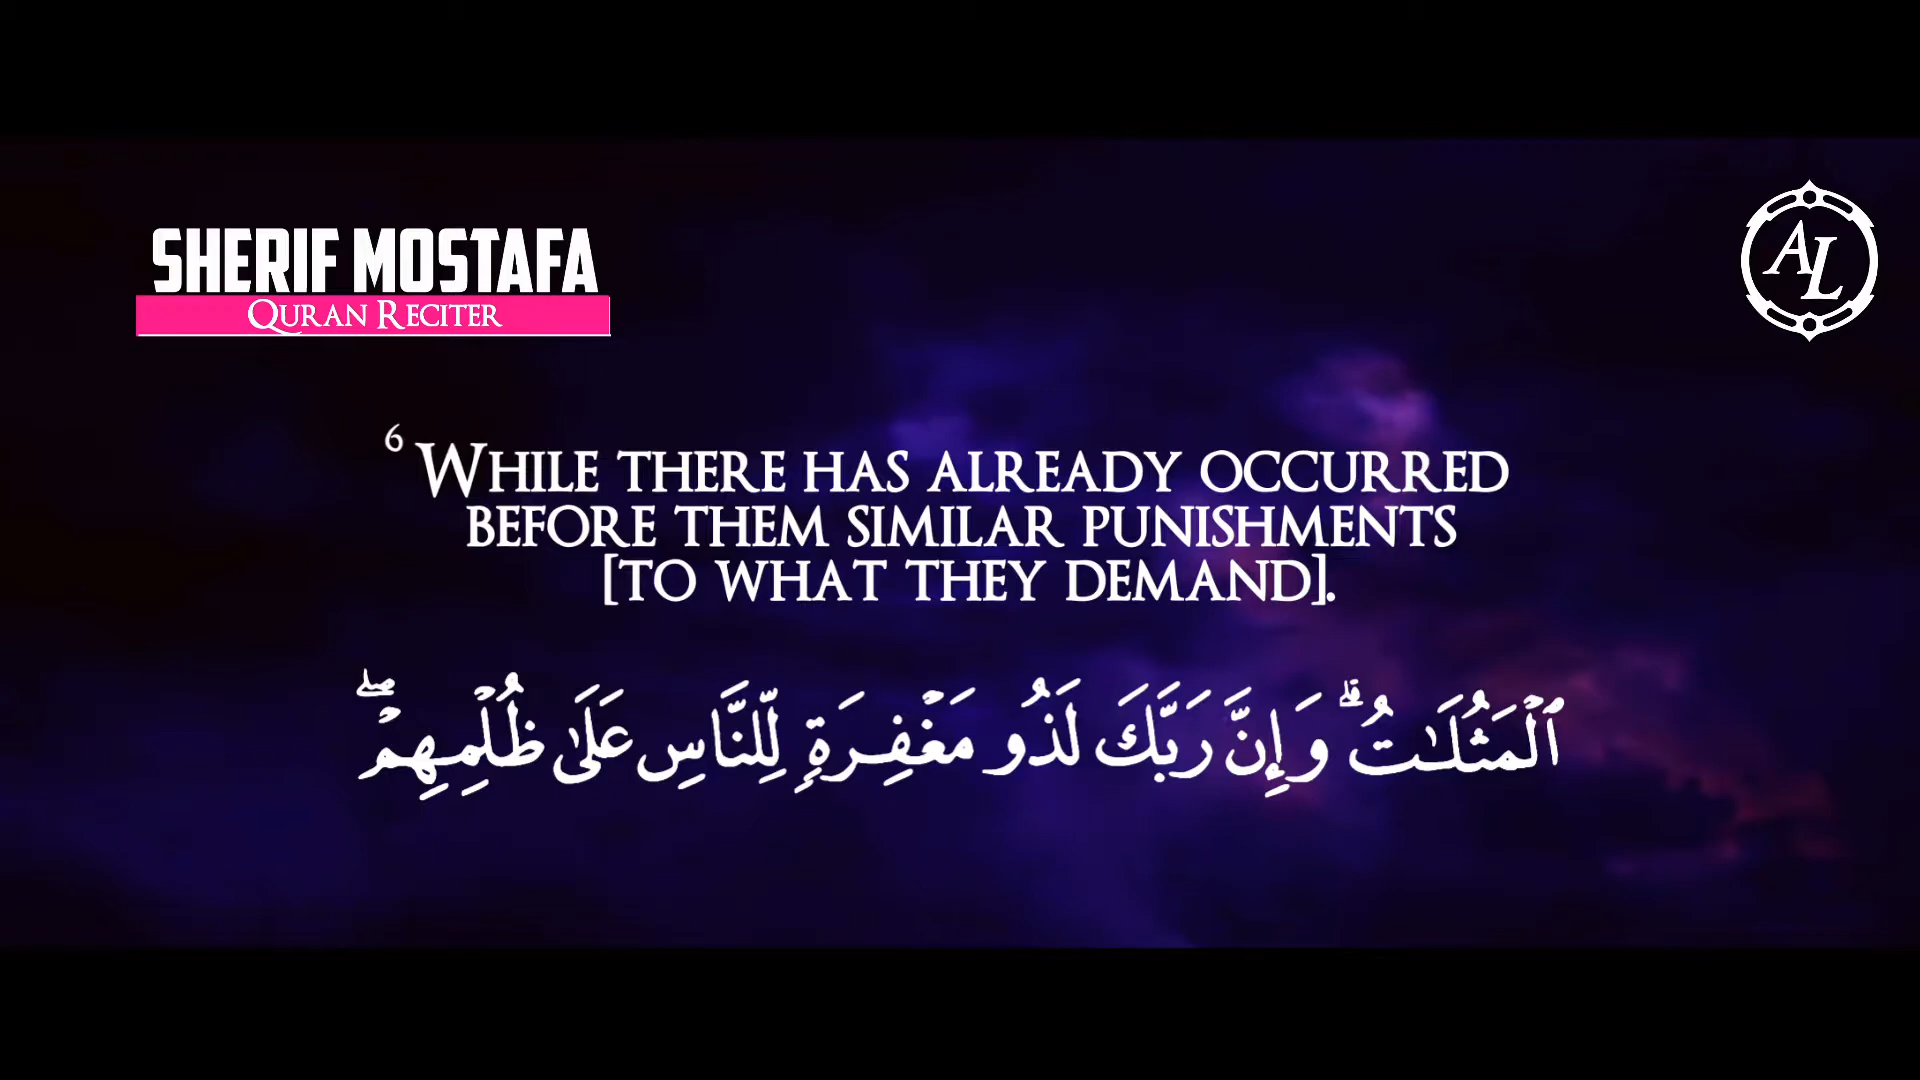 SHERIF MOSTAFA
QURAN RECITER
AL
6 WHILE THERE HAS ALREADY OCCURRED
BEFORE THEM SIMILAR PUNISHMENTS
[TO WHAT THEY DEMAND].
ٱلْمَثُلَـٰتُ ۗ وَإِنَّ رَبَّكَ لَذُو مَغْفِرَةٍ لِّلنَّاسِ عَلَىٰ ظُلْمِهِمْ ۖ